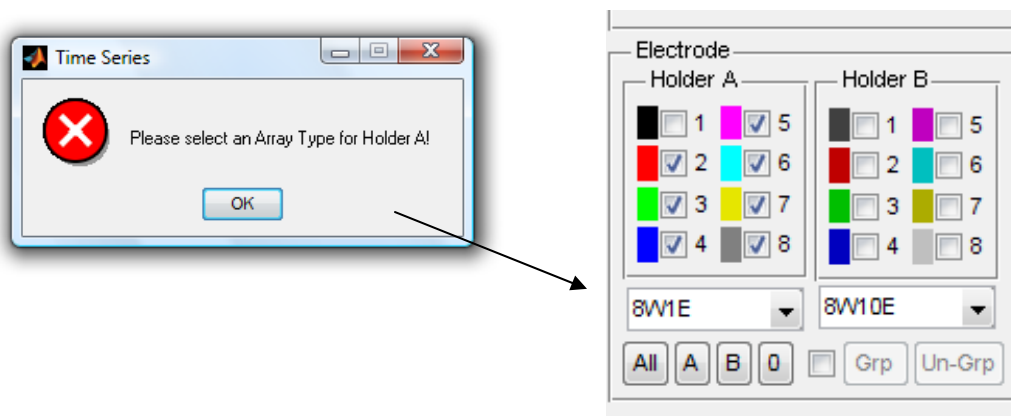 Time Series
Please select an Array Type for Holder A!
OK
Electrode
Holder A
Holder B
1 5
2 6
3 7
4 8
1 5
2 6
3 7
4 8
8W1E
8W10E
All A B 0 Grp Un-Grp